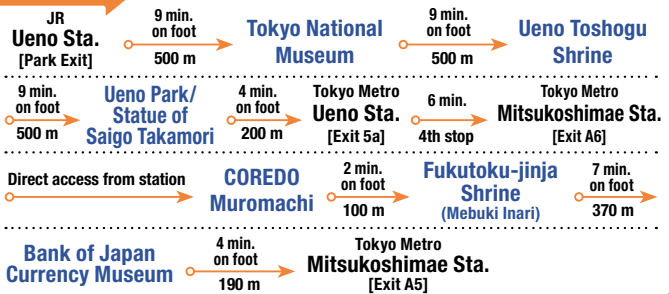 JR
Ueno Sta.
[Park Exit]
9 min.
on foot
500 m
Tokyo National
Museum
9 min.
on foot
500 m
Ueno Toshogu
Shrine
9 min.
on foot
500 m
Ueno Park/
Statue of
Saigo Takamori
4 min.
on foot
200 m
Tokyo Metro
Ueno Sta.
[Exit 5a]
6 min.
4th stop
Tokyo Metro
Mitsukoshimae Sta.
[Exit A6]
Direct access from station
COREDO
Muromachi
2 min.
on foot
100 m
Fukutoku-jinja
Shrine
(Mebuki Inari)
7 min.
on foot
370 m
Bank of Japan
Currency Museum
4 min.
on foot
190 m
Tokyo Metro
Mitsukoshimae Sta.
[Exit A5]